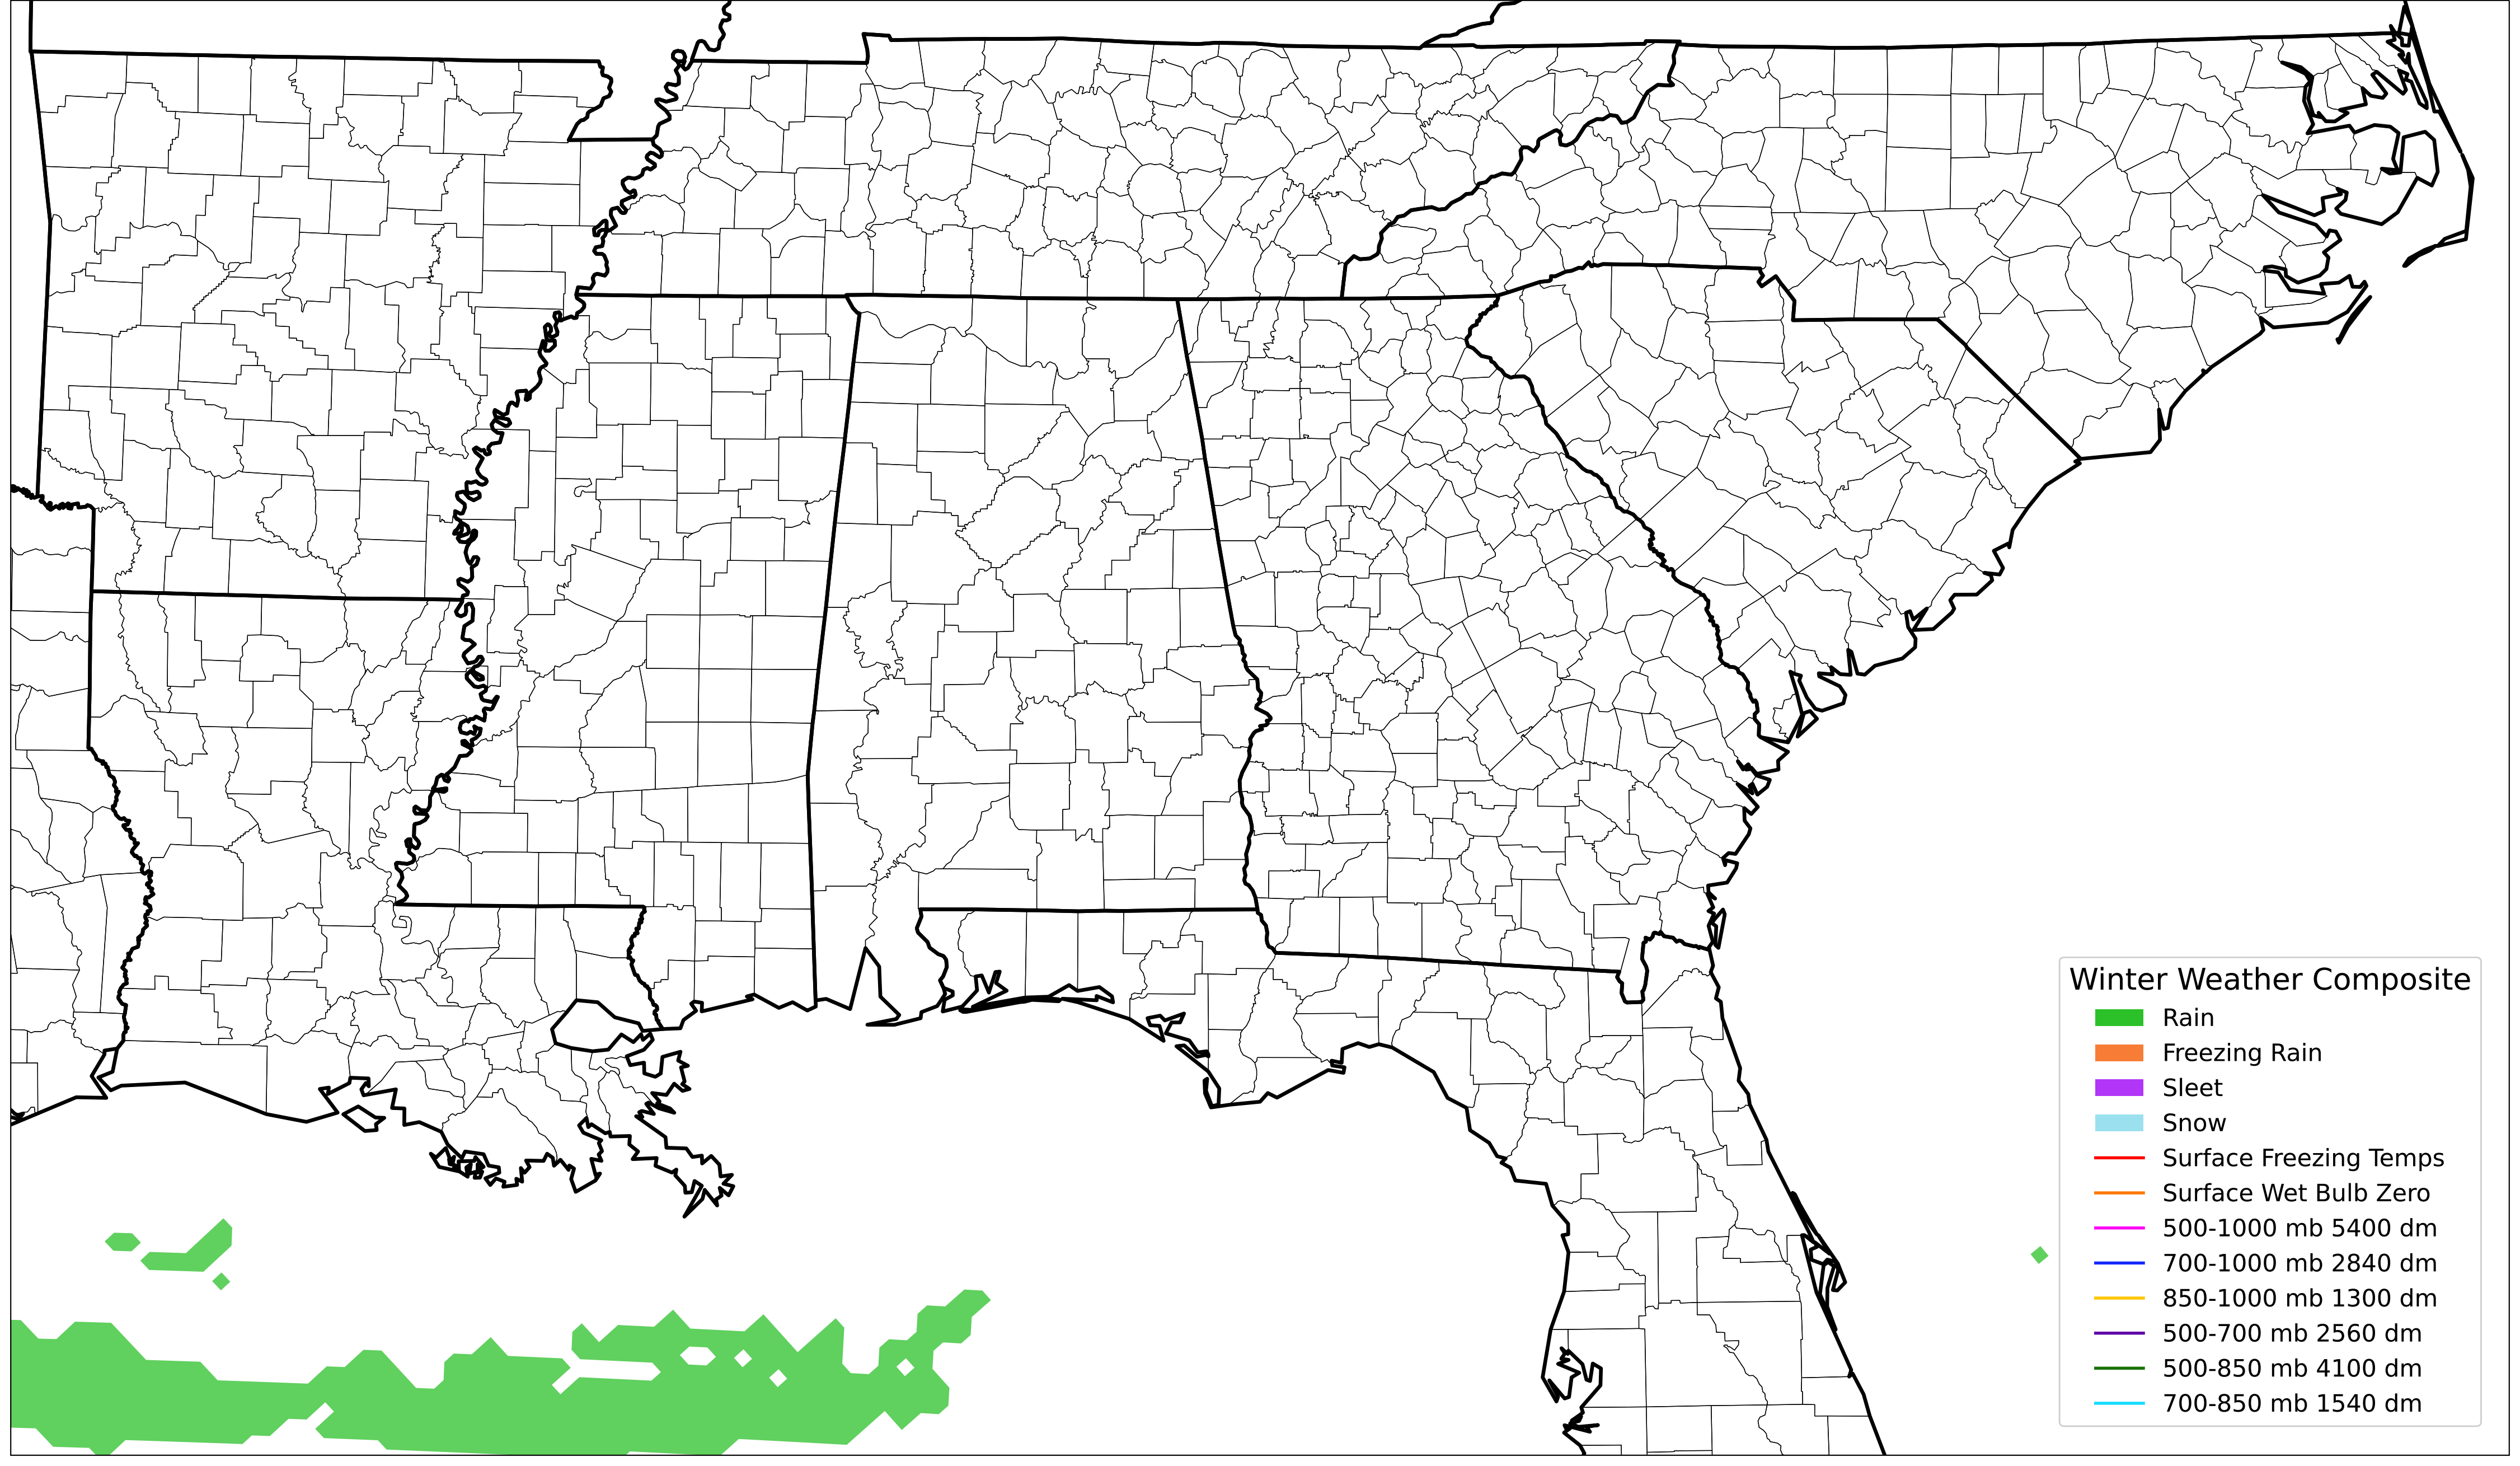 Winter Weather Composite
Rain
Freezing Rain
Sleet
Snow
Surface Freezing Temps
Surface Wet Bulb Zero
500-1000 mb 5400 dm
700-1000 mb 2840 dm
850-1000 mb 1300 dm
500-700 mb 2560 dm
500-850 mb 4100 dm
700-850 mb 1540 dm